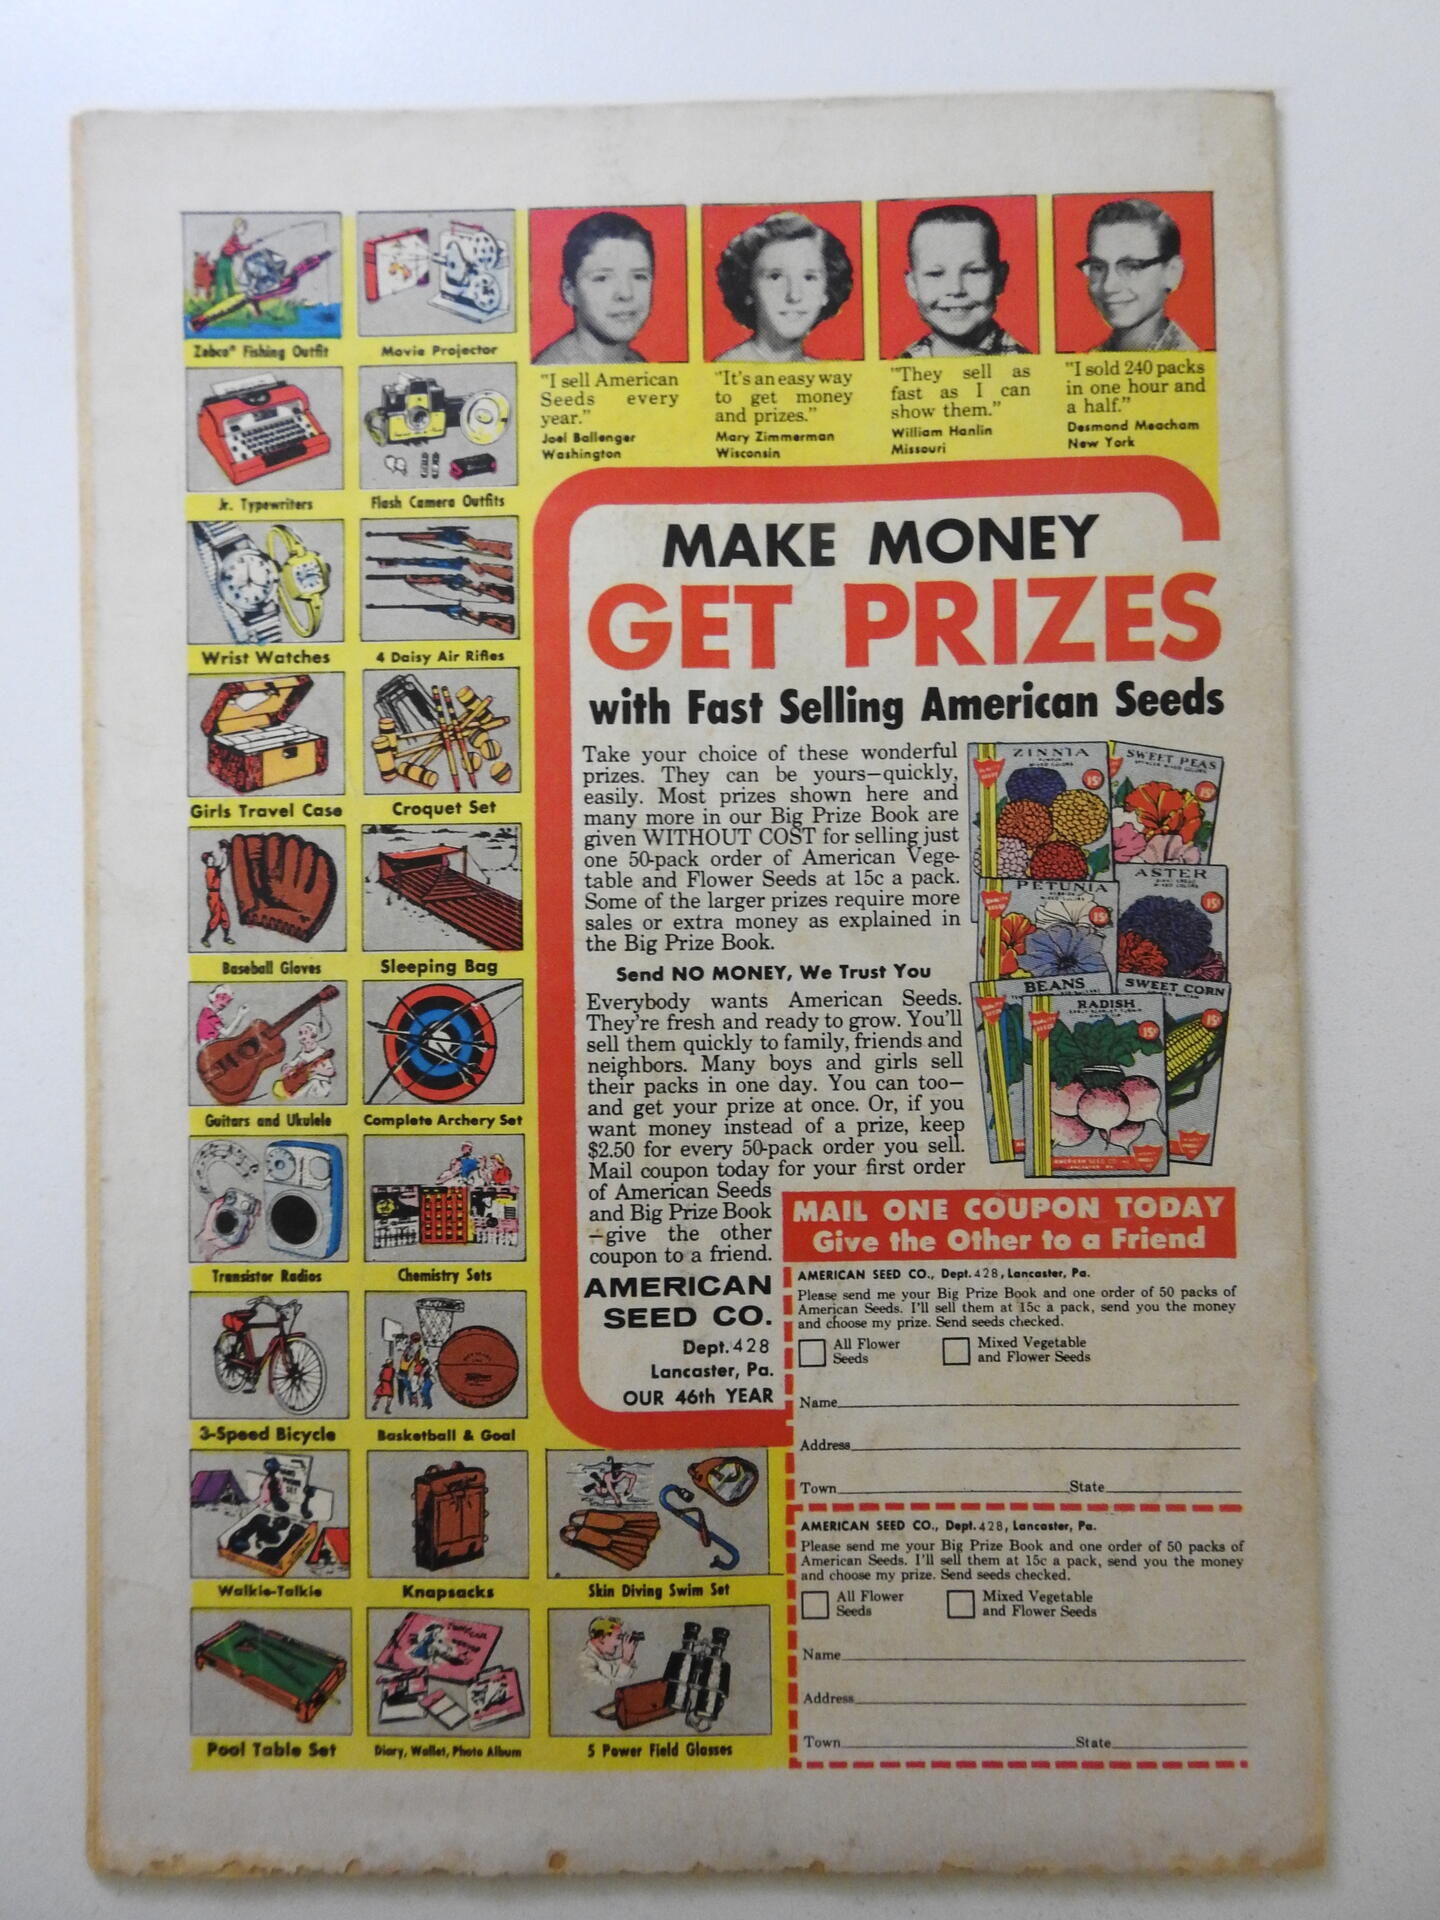 Zebco* Fishing Outfit
Movie Projector
Jr. Typewriters
Flash Camera Outfits
Wrist Watches
4 Daisy Air Rifles
Girls Travel Case
Croquet Set
Baseball Gloves
Sleeping Bag
Guitars and Ukulele
Complete Archery Set
Transistor Radios
Chemistry Sets
3-Speed Bicycle
Basketball & Goal
Walkie-Talkie
Knapsacks
Skin Diving Swim Set
Pool Table Set
Diary, Wallet, Photo Album
5 Power Field Glasses
"I sell American
Seeds every
year."
Joel Ballenger
Washington
"It's an easy way
to get money
and prizes."
Mary Zimmerman
Wisconsin
"They sell as
fast as I can
show them."
William Hanlin
Missouri
"I sold 240 packs
in one hour and
a half."
Desmond Meacham
New York
MAKE MONEY
GET PRIZES
with Fast Selling American Seeds
Take your choice of these wonderful
prizes. They can be yours—quickly,
easily. Most prizes shown here and
many more in our Big Prize Book are
given WITHOUT COST for selling just
one 50-pack order of American Vege-
table and Flower Seeds at 15c a pack.
Some of the larger prizes require more
sales or extra money as explained in
the Big Prize Book.
Send NO MONEY, We Trust You
Everybody wants American Seeds.
They're fresh and ready to grow. You'll
sell them quickly to family, friends and
neighbors. Many boys and girls sell
their packs in one day. You can too—
and get your prize at once. Or, if you
want money instead of a prize, keep
$2.50 for every 50-pack order you sell.
Mail coupon today for your first order
of American Seeds
and Big Prize Book
—give the other
coupon to a friend.
AMERICAN
SEED CO.
Dept. 428
Lancaster, Pa.
OUR 46th YEAR
ZINNIA
15¢
SWEET PEAS
15¢
PETUNIA
15¢
ASTER
15¢
BEANS
SWEET CORN
15¢
RADISH
15¢
AMERICAN SEED CO.
LANCASTER, PA.
MAIL ONE COUPON TODAY
Give the Other to a Friend
AMERICAN SEED CO., Dept. 428, Lancaster, Pa.
Please send me your Big Prize Book and one order of 50 packs of
American Seeds. I'll sell them at 15c a pack, send you the money
and choose my prize. Send seeds checked.
All Flower
Seeds
Mixed Vegetable
and Flower Seeds
Name
Address
Town State
AMERICAN SEED CO., Dept. 428, Lancaster, Pa.
Please send me your Big Prize Book and one order of 50 packs of
American Seeds. I'll sell them at 15c a pack, send you the money
and choose my prize. Send seeds checked.
All Flower
Seeds
Mixed Vegetable
and Flower Seeds
Name
Address
Town State